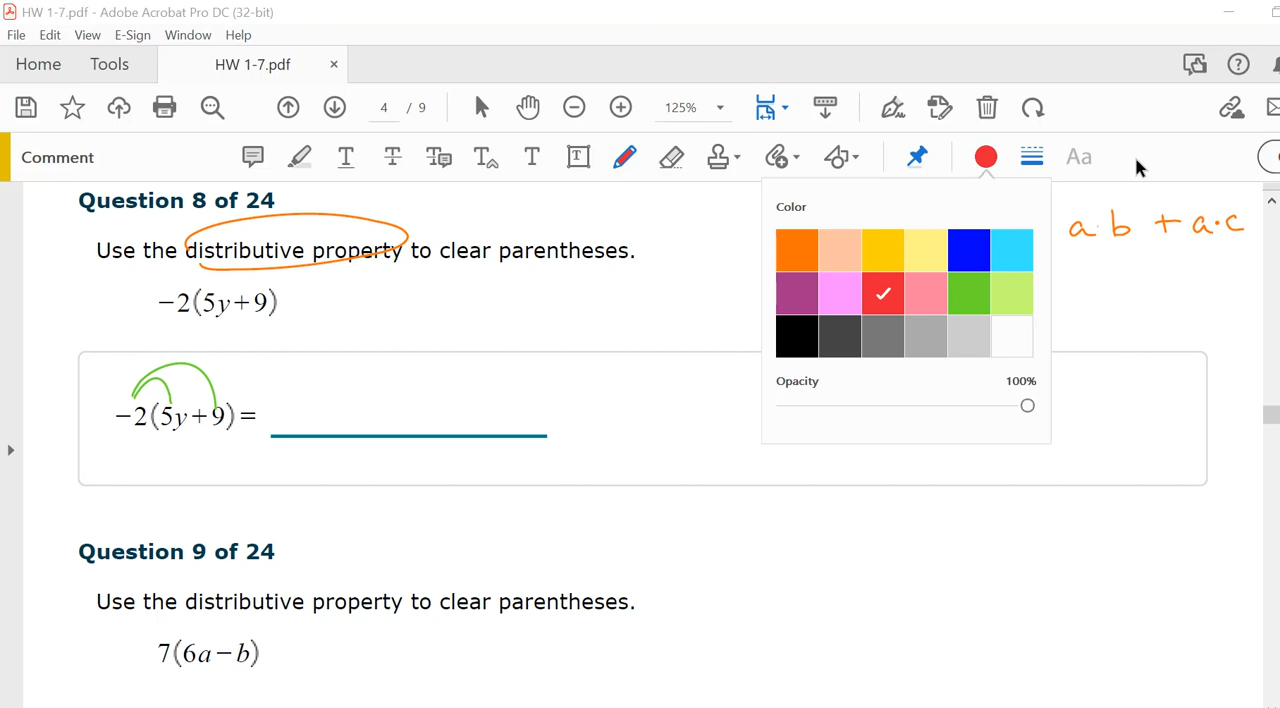 HW 1-7.pdf - Adobe Acrobat Pro DC (32-bit)
File Edit View E-Sign Window Help
Home Tools HW 1-7.pdf ×
4 / 9 125%
Comment
T T T T T T Aa
Question 8 of 24
Color
a·b + a·c
Use the distributive property to clear parentheses.
−2(5y+9)
Opacity 100%
−2(5y+9)=
Question 9 of 24
Use the distributive property to clear parentheses.
7(6a−b)